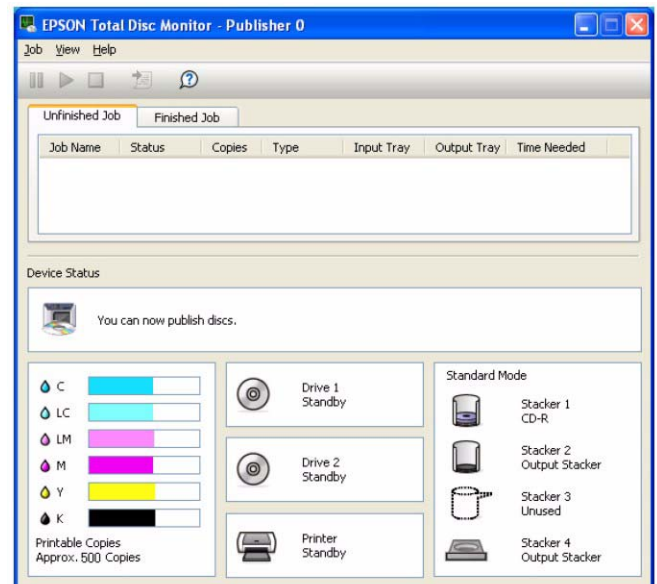 EPSON Total Disc Monitor - Publisher 0
Job View Help
Unfinished Job Finished Job
Job Name Status Copies Type Input Tray Output Tray Time Needed
Device Status
You can now publish discs.
C
LC
LM
M
Y
K
Printable Copies
Approx. 500 Copies
Drive 1
Standby
Drive 2
Standby
Printer
Standby
Standard Mode
Stacker 1
CD-R
Stacker 2
Output Stacker
Stacker 3
Unused
Stacker 4
Output Stacker